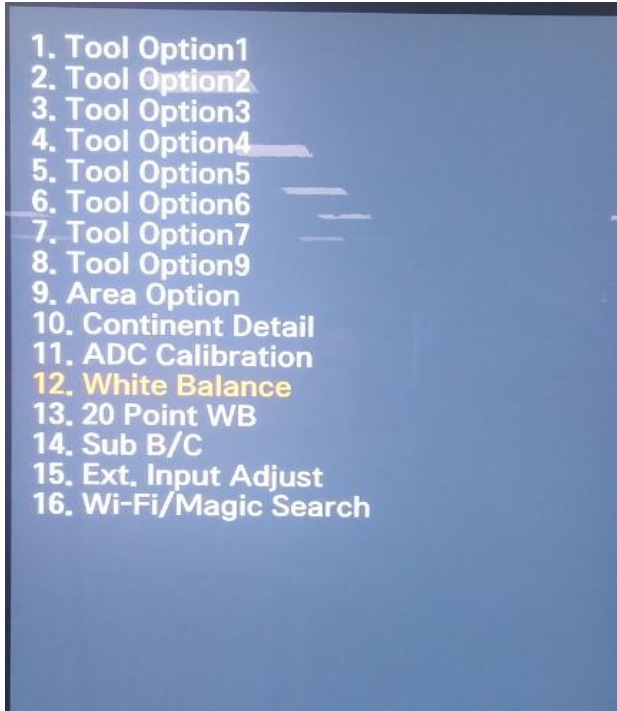 1. Tool Option1
2. Tool Option2
3. Tool Option3
4. Tool Option4
5. Tool Option5
6. Tool Option6
7. Tool Option7
8. Tool Option9
9. Area Option
10. Continent Detail
11. ADC Calibration
12. White Balance
13. 20 Point WB
14. Sub B/C
15. Ext. Input Adjust
16. Wi-Fi/Magic Search